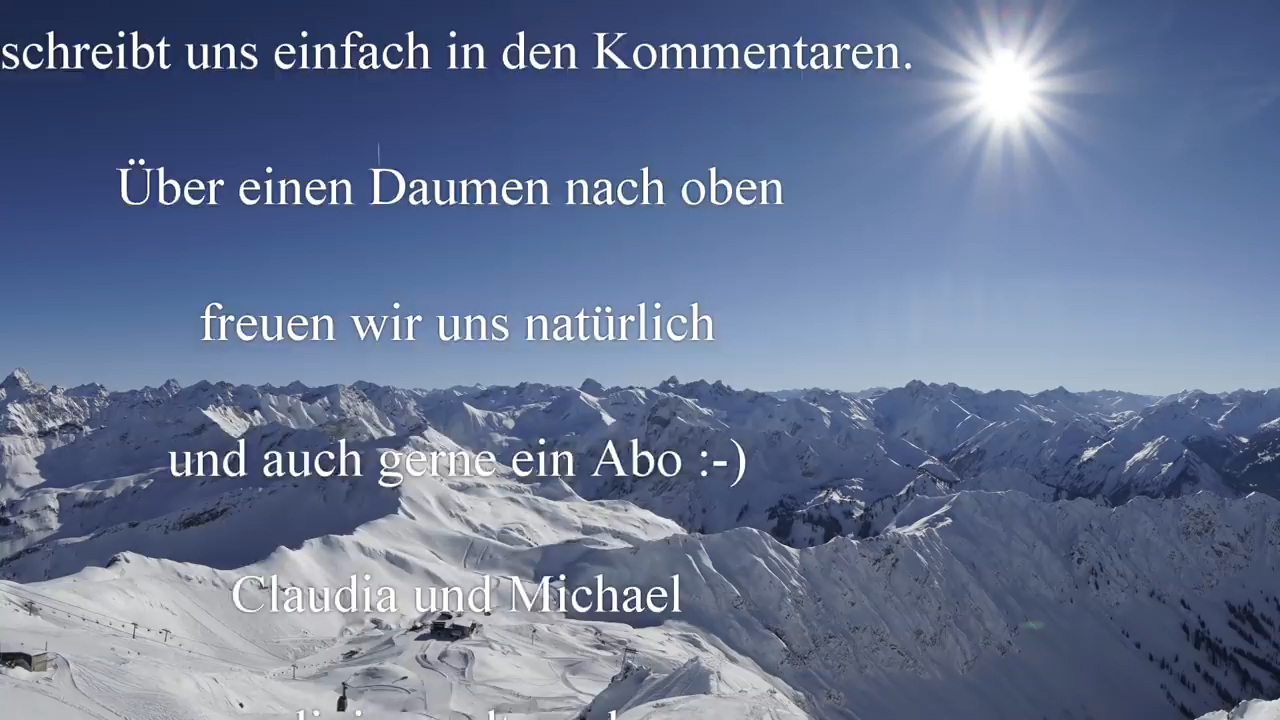 schreibt uns einfach in den Kommentaren.
Über einen Daumen nach oben
freuen wir uns natürlich
und auch gerne ein Abo :-)
Claudia und Michael